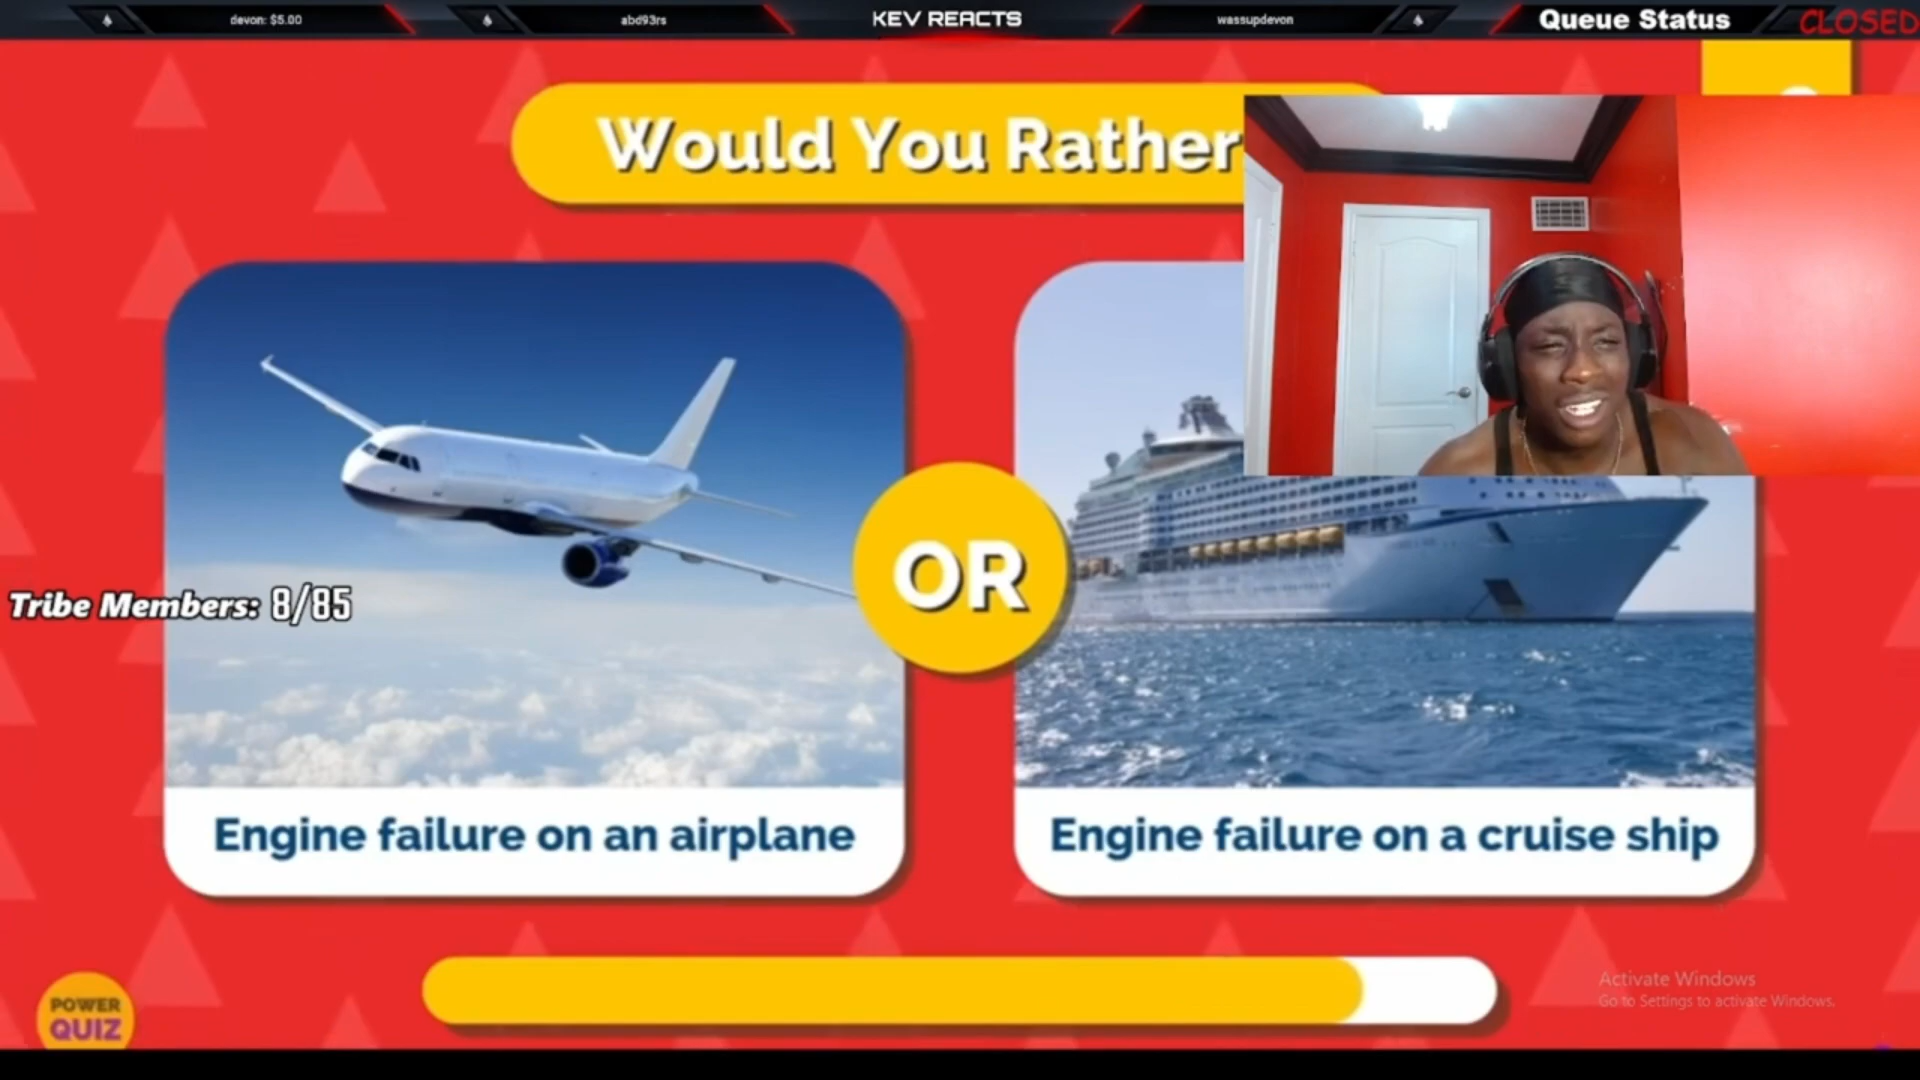 devon: $5.00
abd93rs
KEV REACTS
wassupdevon
Queue Status
CLOSED
Would You Rather
OR
Tribe Members: 8/85
Engine failure on an airplane
Engine failure on a cruise ship
POWER
QUIZ
Activate Windows
Go to Settings to activate Windows.